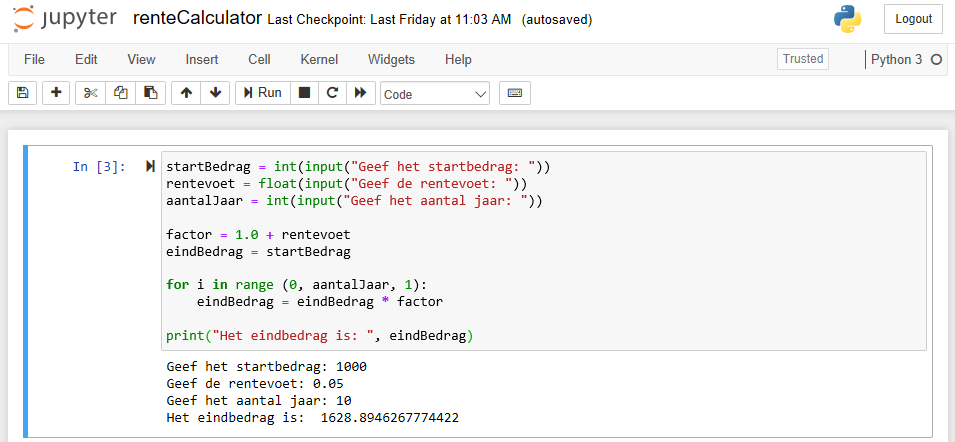 jupyter renteCalculator Last Checkpoint: Last Friday at 11:03 AM (autosaved) Logout
File Edit View Insert Cell Kernel Widgets Help Trusted Python 3
Run Code
In [3]: startBedrag = int(input("Geef het startbedrag: "))
rentevoet = float(input("Geef de rentevoet: "))
aantalJaar = int(input("Geef het aantal jaar: "))
factor = 1.0 + rentevoet
eindBedrag = startBedrag
for i in range (0, aantalJaar, 1):
    eindBedrag = eindBedrag * factor
print("Het eindbedrag is: ", eindBedrag)
Geef het startbedrag: 1000
Geef de rentevoet: 0.05
Geef het aantal jaar: 10
Het eindbedrag is:  1628.8946267774422